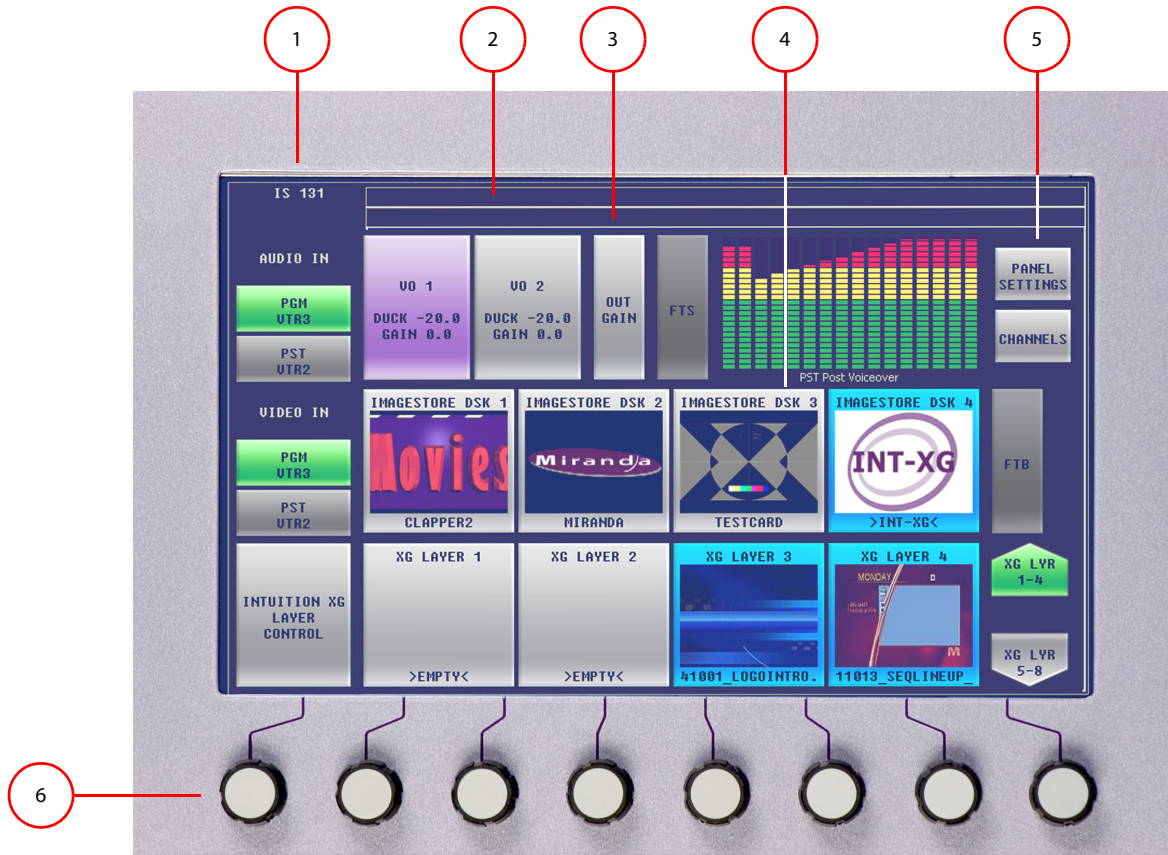 1
2
3
4
5
IS 131
AUDIO IN
PGM
VTR3
PST
VTR2
VO 1
DUCK -20.0
GAIN 0.0
VO 2
DUCK -20.0
GAIN 0.0
OUT
GAIN
FTS
PST Post Voiceover
PANEL
SETTINGS
CHANNELS
VIDEO IN
PGM
VTR3
PST
VTR2
IMAGESTORE DSK 1
Movies
CLAPPER2
IMAGESTORE DSK 2
Miranda
MIRANDA
IMAGESTORE DSK 3
TESTCARD
IMAGESTORE DSK 4
INT-XG
>INT-XG<
FTB
INTUITION XG
LAYER
CONTROL
XG LAYER 1
>EMPTY<
XG LAYER 2
>EMPTY<
XG LAYER 3
41001_LOGOINTRO.
XG LAYER 4
MONDAY
M
11013_SEQLINEUP_
XG LYR
1-4
XG LYR
5-8
6